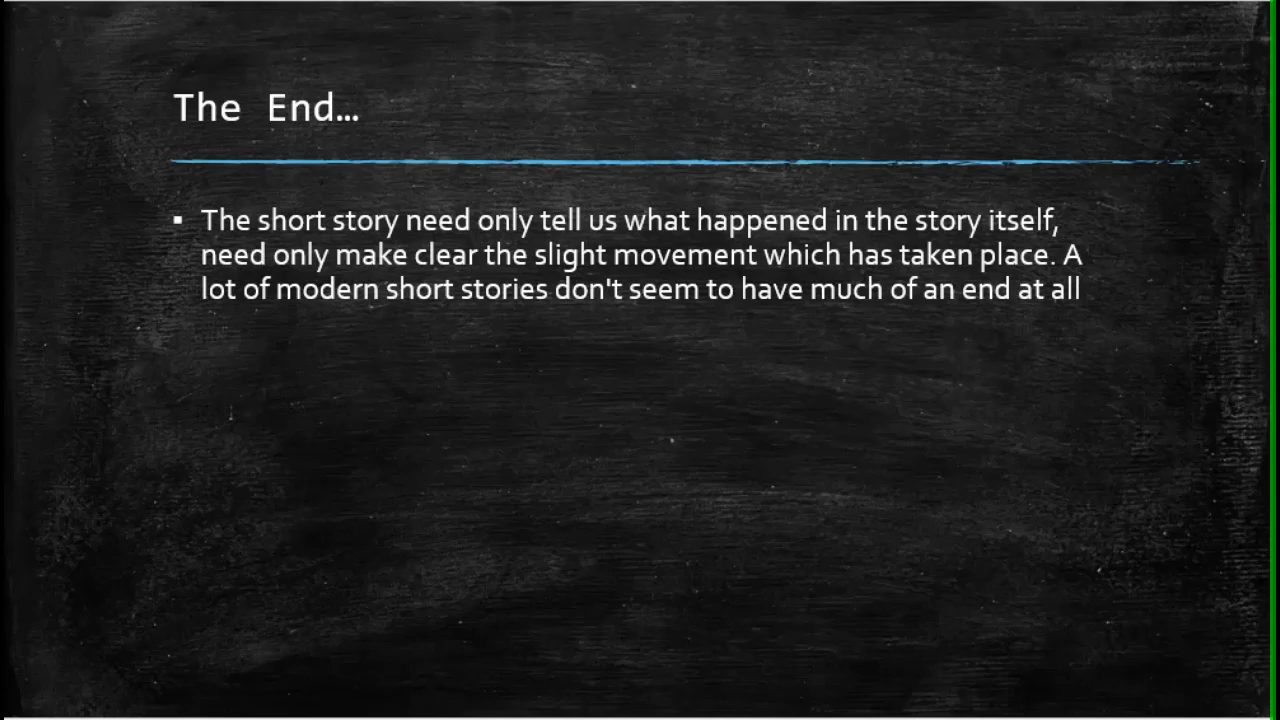 The End…
▪ The short story need only tell us what happened in the story itself,
need only make clear the slight movement which has taken place. A
lot of modern short stories don't seem to have much of an end at all